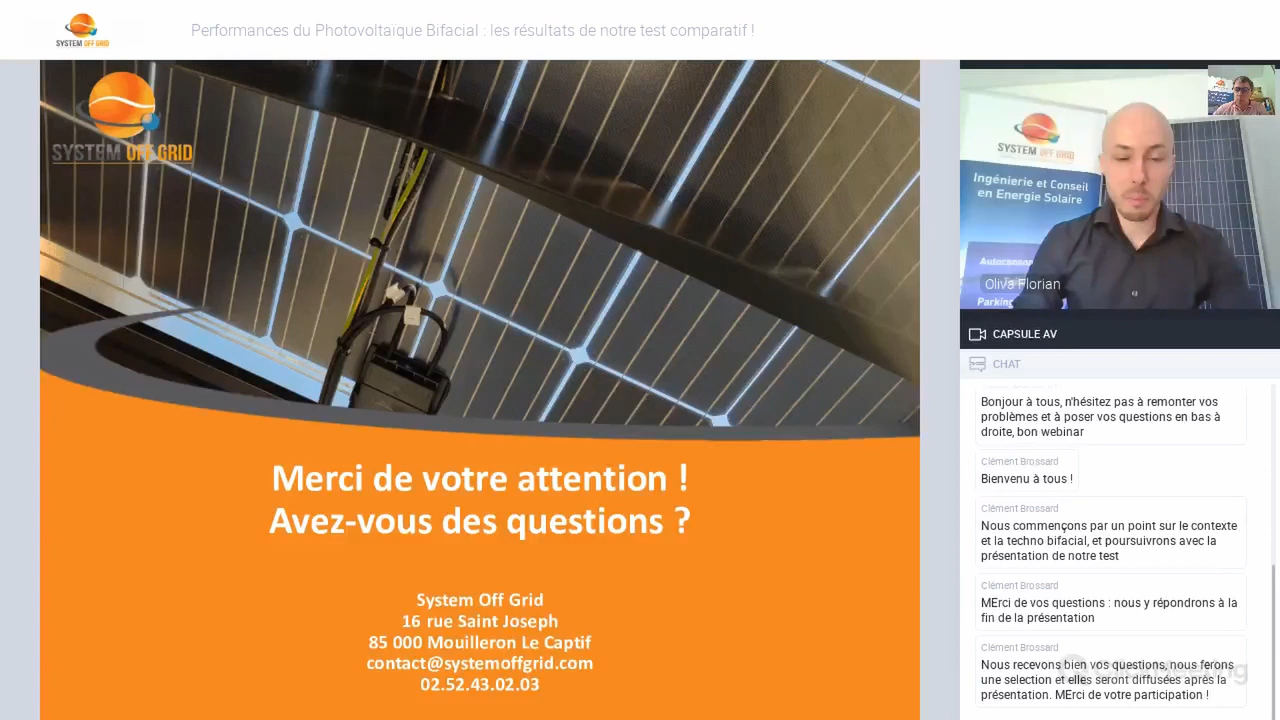 SYSTEM OFF GRID
Performances du Photovoltaïque Bifacial : les résultats de notre test comparatif !
SYSTEM OFF GRID
Merci de votre attention !
Avez-vous des questions ?
System Off Grid
16 rue Saint Joseph
85 000 Mouilleron Le Captif
contact@systemoffgrid.com
02.52.43.02.03
SYSTEM OFF GRID
Ingénierie et Conseil
en Energie Solaire
Parking
Oliva Florian
CAPSULE AV
CHAT
Bonjour à tous, n'hésitez pas à remonter vos
problèmes et à poser vos questions en bas à
droite, bon webinar
Clément Brossard
Bienvenu à tous !
Clément Brossard
Nous commençons par un point sur le contexte
et la techno bifacial, et poursuivrons avec la
présentation de notre test
Clément Brossard
MErci de vos questions : nous y répondrons à la
fin de la présentation
Clément Brossard
Nous recevons bien vos questions, nous ferons
une selection et elles seront diffusées après la
présentation. MErci de votre participation !